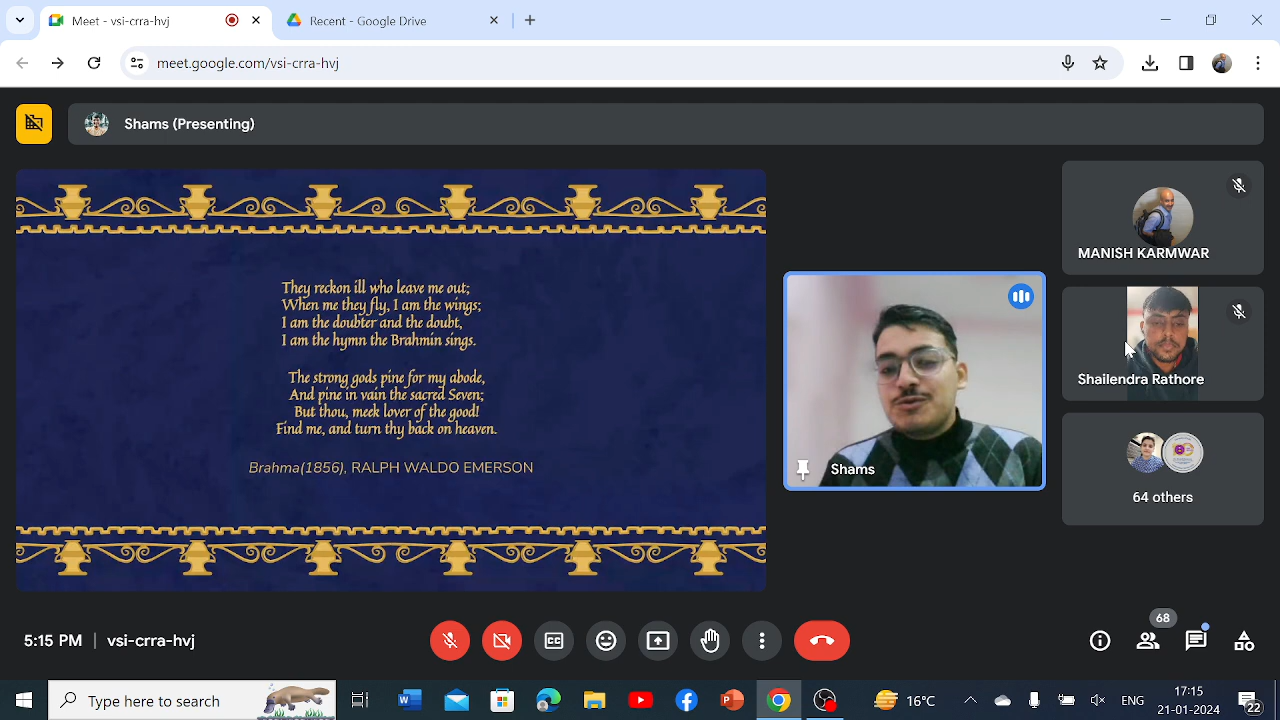 Meet - vsi-crra-hvj
Recent - Google Drive
meet.google.com/vsi-crra-hvj
Shams (Presenting)
They reckon ill who leave me out;
When me they fly, I am the wings;
I am the doubter and the doubt,
I am the hymn the Brahmin sings.
The strong gods pine for my abode,
And pine in vain the sacred Seven;
But thou, meek lover of the good!
Find me, and turn thy back on heaven.
Brahma(1856), RALPH WALDO EMERSON
Shams
MANISH KARMWAR
Shailendra Rathore
64 others
5:15 PM | vsi-crra-hvj
68
Type here to search
16°C
ENG
17:15
21-01-2024
22